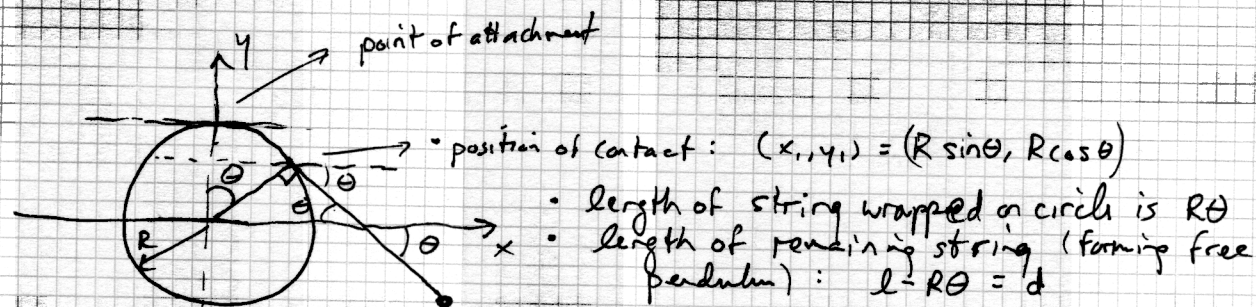 y
point of attachment
• position of contact: (x₁, y₁) = (R sinθ, R cosθ)
θ
θ
θ
• length of string wrapped on circle is Rθ
θ
x
• length of remaining string (forming free
R
pendulum): l - Rθ = d